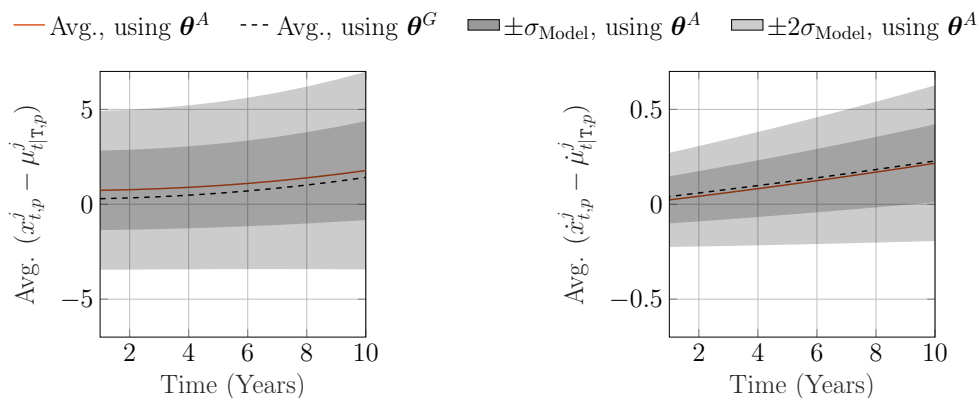 Avg., using θ^A Avg., using θ^G ±σ_Model, using θ^A ±2σ_Model, using θ^A
Avg. (x^j_{t,p} − μ^j_{t|T,p})
5
0
−5
2 4 6 8 10
Time (Years)
Avg. (ẋ^j_{t,p} − μ̇^j_{t|T,p})
0.5
0
−0.5
2 4 6 8 10
Time (Years)